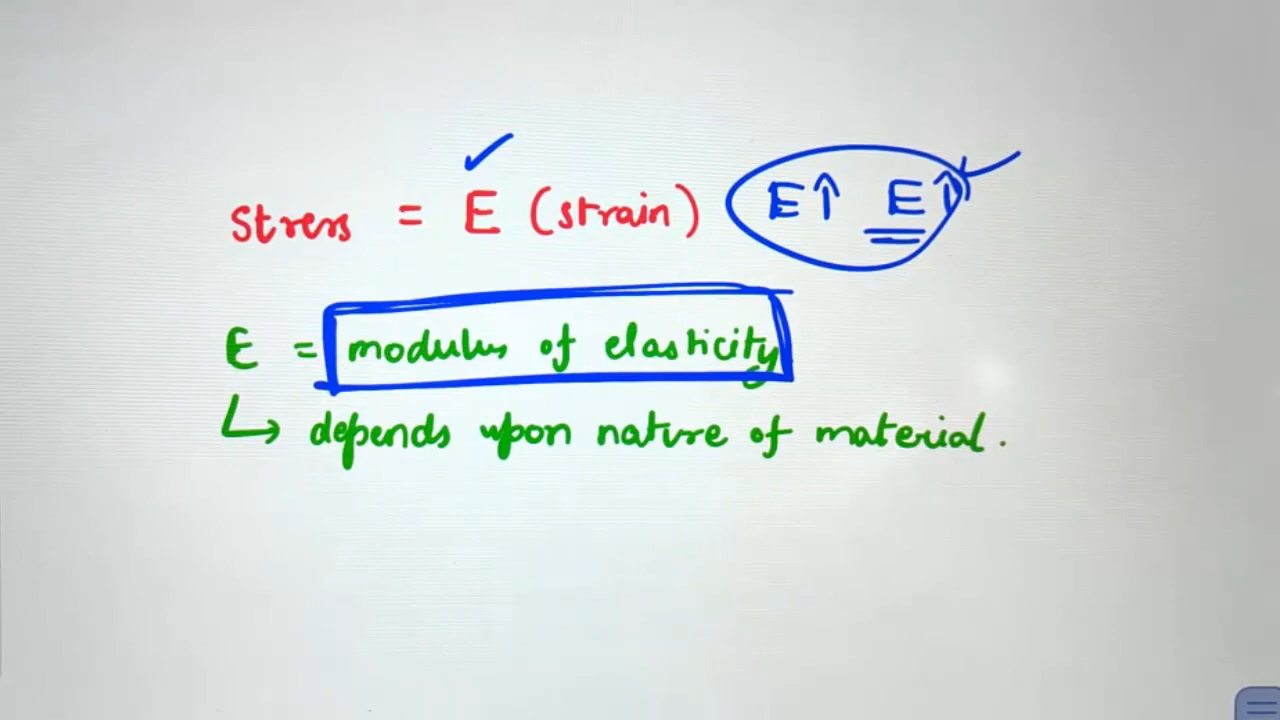 stress = E (strain) E↑ E↑
E = modulus of elasticity
↳ depends upon nature of material.